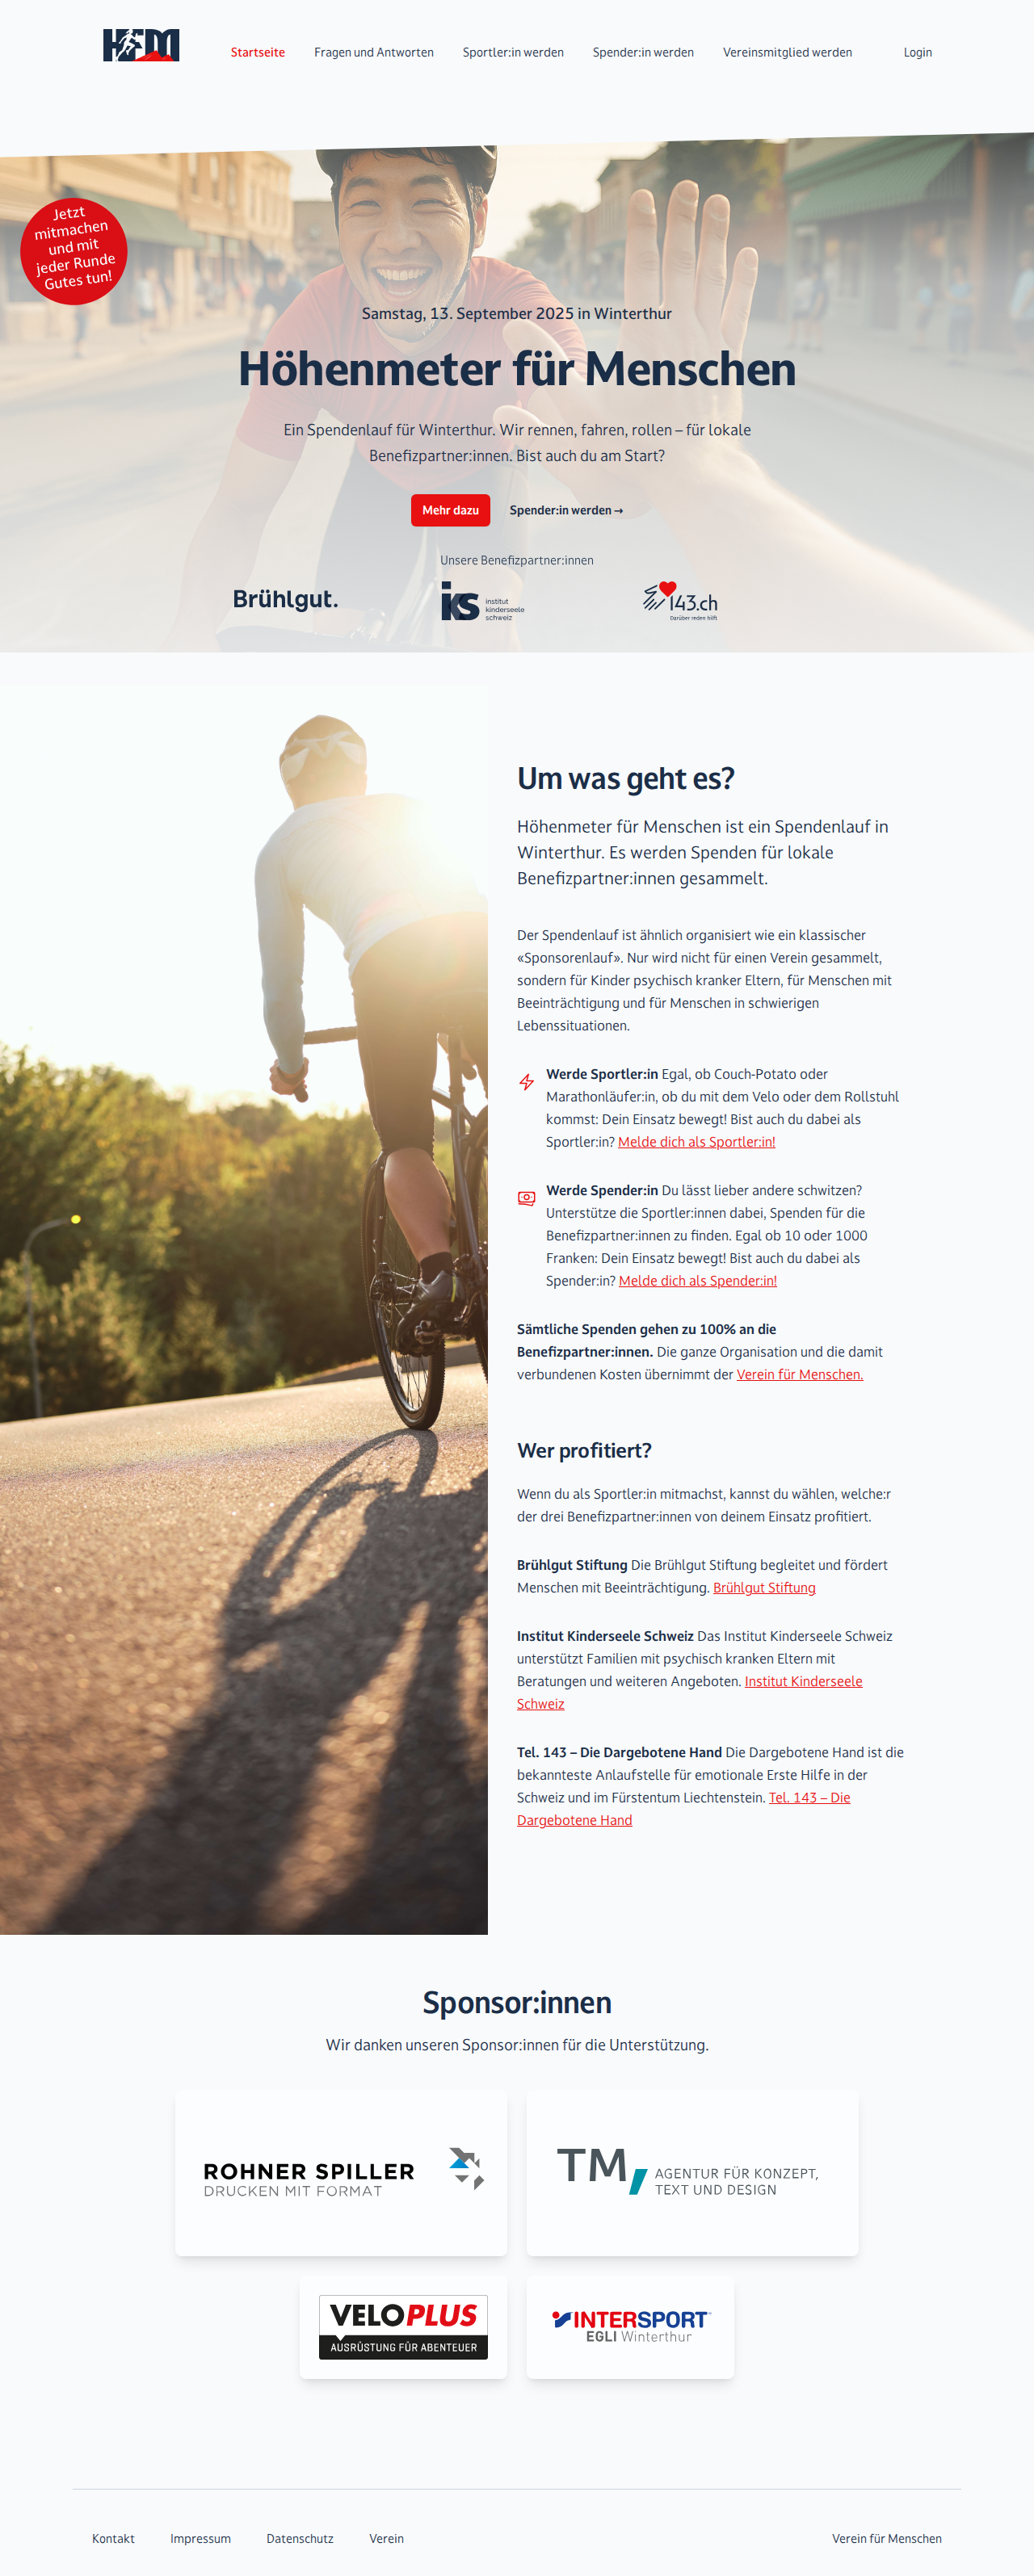 HFM
Startseite
Fragen und Antworten
Sportler:in werden
Spender:in werden
Vereinsmitglied werden
Login
Jetzt
mitmachen
und mit
jeder Runde
Gutes tun!
Samstag, 13. September 2025 in Winterthur
Höhenmeter für Menschen
Ein Spendenlauf für Winterthur. Wir rennen, fahren, rollen – für lokale
Benefizpartner:innen. Bist auch du am Start?
Mehr dazu
Spender:in werden →
Unsere Benefizpartner:innen
Brühlgut.
iks
institut
kinderseele
schweiz
143.ch
Darüber reden hilft
Um was geht es?
Höhenmeter für Menschen ist ein Spendenlauf in
Winterthur. Es werden Spenden für lokale
Benefizpartner:innen gesammelt.
Der Spendenlauf ist ähnlich organisiert wie ein klassischer
«Sponsorenlauf». Nur wird nicht für einen Verein gesammelt,
sondern für Kinder psychisch kranker Eltern, für Menschen mit
Beeinträchtigung und für Menschen in schwierigen
Lebenssituationen.
Werde Sportler:in Egal, ob Couch-Potato oder
Marathonläufer:in, ob du mit dem Velo oder dem Rollstuhl
kommst: Dein Einsatz bewegt! Bist auch du dabei als
Sportler:in? Melde dich als Sportler:in!
Werde Spender:in Du lässt lieber andere schwitzen?
Unterstütze die Sportler:innen dabei, Spenden für die
Benefizpartner:innen zu finden. Egal ob 10 oder 1000
Franken: Dein Einsatz bewegt! Bist auch du dabei als
Spender:in? Melde dich als Spender:in!
Sämtliche Spenden gehen zu 100% an die
Benefizpartner:innen. Die ganze Organisation und die damit
verbundenen Kosten übernimmt der Verein für Menschen.
Wer profitiert?
Wenn du als Sportler:in mitmachst, kannst du wählen, welche:r
der drei Benefizpartner:innen von deinem Einsatz profitiert.
Brühlgut Stiftung Die Brühlgut Stiftung begleitet und fördert
Menschen mit Beeinträchtigung. Brühlgut Stiftung
Institut Kinderseele Schweiz Das Institut Kinderseele Schweiz
unterstützt Familien mit psychisch kranken Eltern mit
Beratungen und weiteren Angeboten. Institut Kinderseele
Schweiz
Tel. 143 – Die Dargebotene Hand Die Dargebotene Hand ist die
bekannteste Anlaufstelle für emotionale Erste Hilfe in der
Schweiz und im Fürstentum Liechtenstein. Tel. 143 – Die
Dargebotene Hand
Sponsor:innen
Wir danken unseren Sponsor:innen für die Unterstützung.
ROHNER SPILLER
DRUCKEN MIT FORMAT
TM,
AGENTUR FÜR KONZEPT,
TEXT UND DESIGN
VELOPLUS
AUSRÜSTUNG FÜR ABENTEUER
INTERSPORT
EGLI Winterthur
Kontakt
Impressum
Datenschutz
Verein
Verein für Menschen